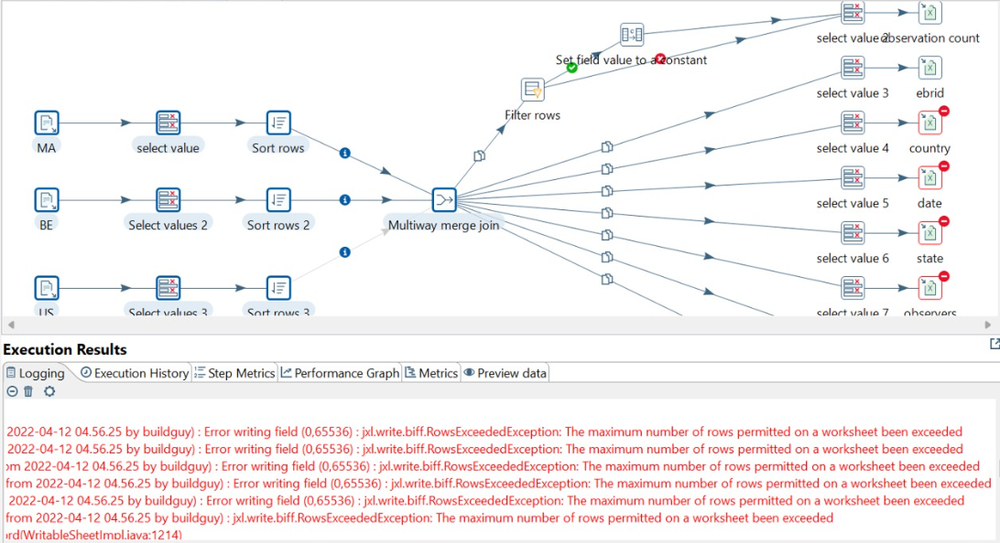 select value 2
observation count
Set field value to a constant
select value 3
ebrid
Filter rows
MA
select value
Sort rows
select value 4
country
select value 5
date
BE
Select values 2
Sort rows 2
Multiway merge join
select value 6
state
US
Select values 3
Sort rows 3
select value 7
observers
Execution Results
Logging
Execution History
Step Metrics
Performance Graph
Metrics
Preview data
2022-04-12 04.56.25 by buildguy) : Error writing field (0,65536) : jxl.write.biff.RowsExceededException: The maximum number of rows permitted on a worksheet been exceeded
2022-04-12 04.56.25 by buildguy) : Error writing field (0,65536) : jxl.write.biff.RowsExceededException: The maximum number of rows permitted on a worksheet been exceeded
om 2022-04-12 04.56.25 by buildguy) : Error writing field (0,65536) : jxl.write.biff.RowsExceededException: The maximum number of rows permitted on a worksheet been exceeded
from 2022-04-12 04.56.25 by buildguy) : Error writing field (0,65536) : jxl.write.biff.RowsExceededException: The maximum number of rows permitted on a worksheet been exceeded
2022-04-12 04.56.25 by buildguy) : Error writing field (0,65536) : jxl.write.biff.RowsExceededException: The maximum number of rows permitted on a worksheet been exceeded
from 2022-04-12 04.56.25 by buildguy) : jxl.write.biff.RowsExceededException: The maximum number of rows permitted on a worksheet been exceeded
ord(WritableSheetImpl.java:1214)